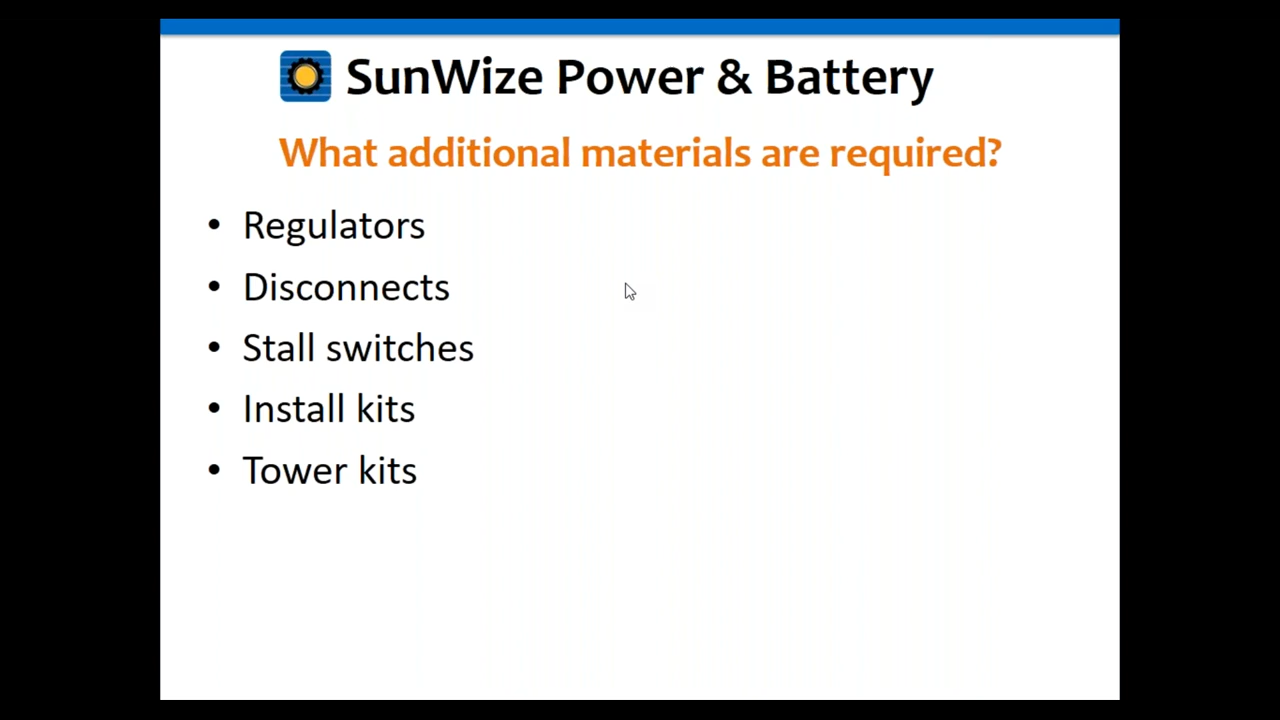 SunWize Power & Battery
What additional materials are required?
• Regulators
• Disconnects
• Stall switches
• Install kits
• Tower kits